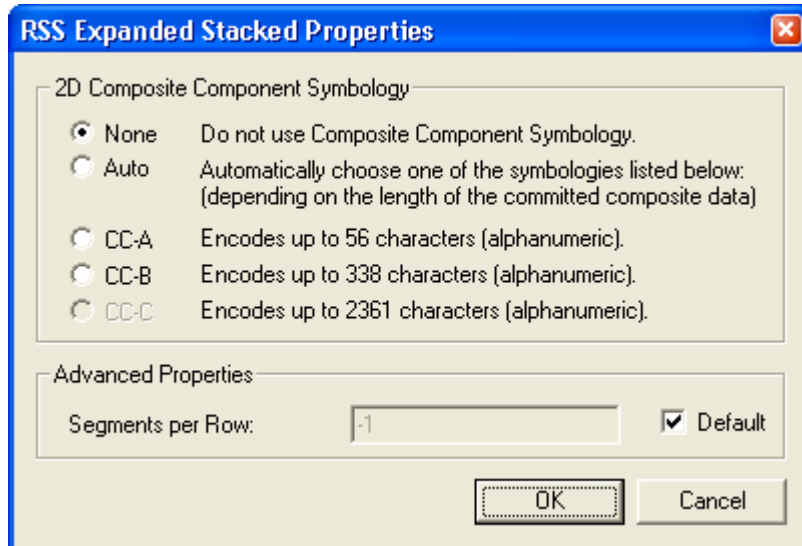 RSS Expanded Stacked Properties
2D Composite Component Symbology
None Do not use Composite Component Symbology.
Auto Automatically choose one of the symbologies listed below:
(depending on the length of the committed composite data)
CC-A Encodes up to 56 characters (alphanumeric).
CC-B Encodes up to 338 characters (alphanumeric).
CC-C Encodes up to 2361 characters (alphanumeric).
Advanced Properties
Segments per Row: -1 Default
OK Cancel